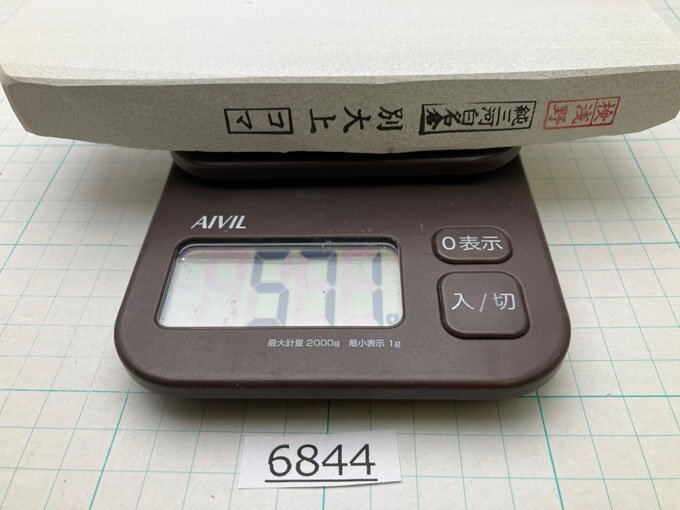 検浅野
純三河白名倉
別大上
コマ
AIVIL
571g
0表示
入/切
最大計量 2000g 最小表示 1g
6844